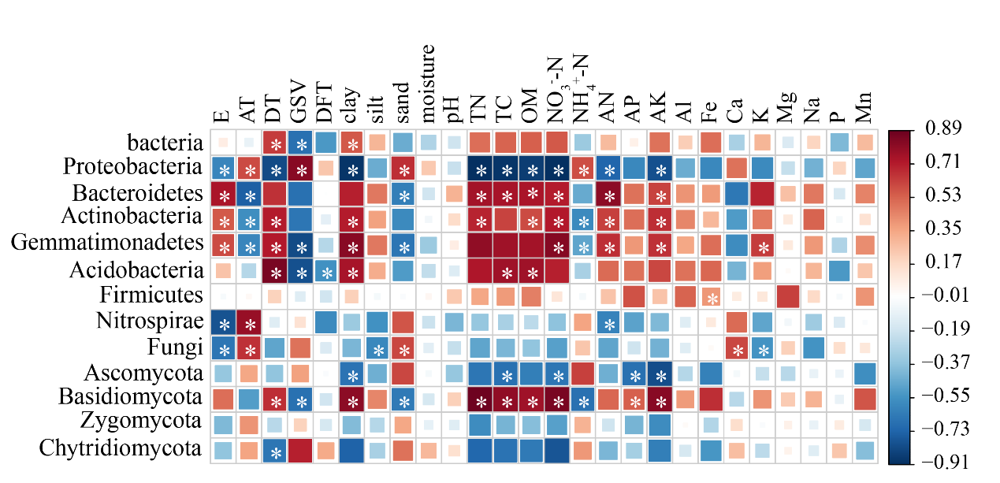 E AT DT GSV DFT clay silt sand moisture pH TN TC OM NO₃⁻-N NH₄⁺-N AN AP AK Al Fe Ca K Mg Na P Mn
bacteria
Proteobacteria
Bacteroidetes
Actinobacteria
Gemmatimonadetes
Acidobacteria
Firmicutes
Nitrospirae
Fungi
Ascomycota
Basidiomycota
Zygomycota
Chytridiomycota
0.89
0.71
0.53
0.35
0.17
−0.01
−0.19
−0.37
−0.55
−0.73
−0.91